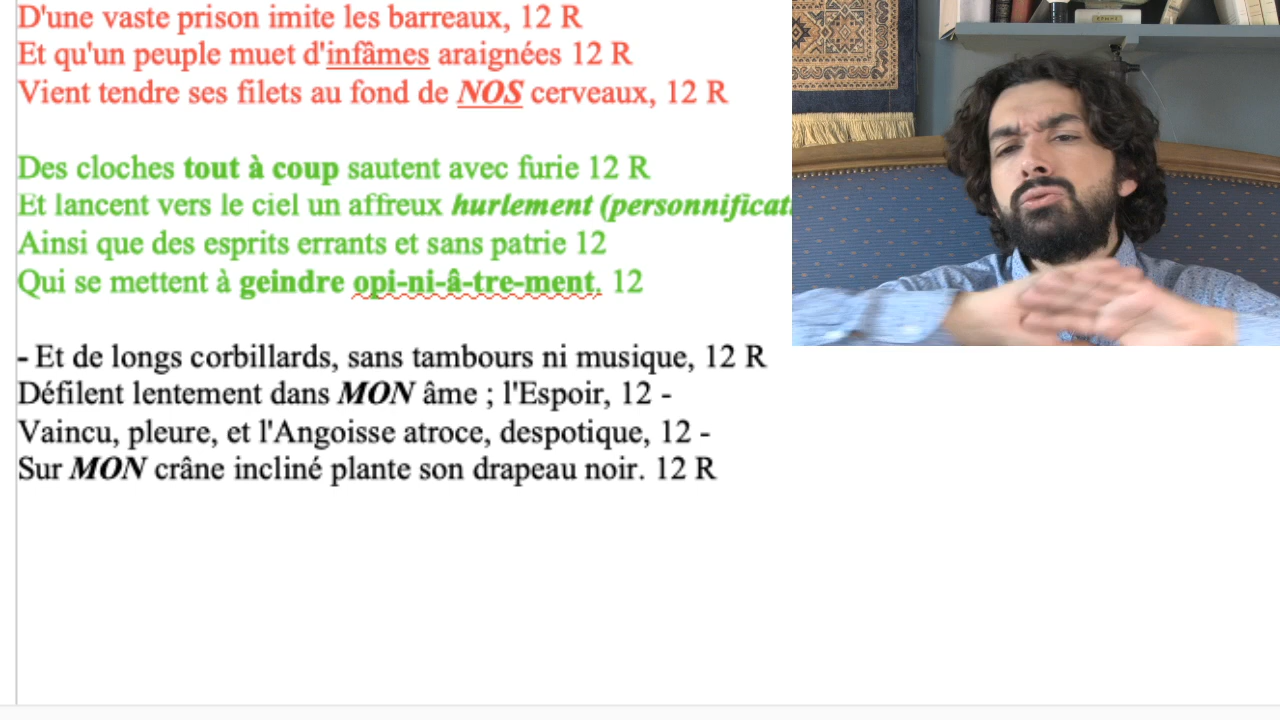 D'une vaste prison imite les barreaux, 12 R
Et qu'un peuple muet d'infâmes araignées 12 R
Vient tendre ses filets au fond de NOS cerveaux, 12 R
Des cloches tout à coup sautent avec furie 12 R
Et lancent vers le ciel un affreux hurlement (personnificat
Ainsi que des esprits errants et sans patrie 12
Qui se mettent à geindre opi-ni-â-tre-ment. 12
- Et de longs corbillards, sans tambours ni musique, 12 R
Défilent lentement dans MON âme ; l'Espoir, 12 -
Vaincu, pleure, et l'Angoisse atroce, despotique, 12 -
Sur MON crâne incliné plante son drapeau noir. 12 R